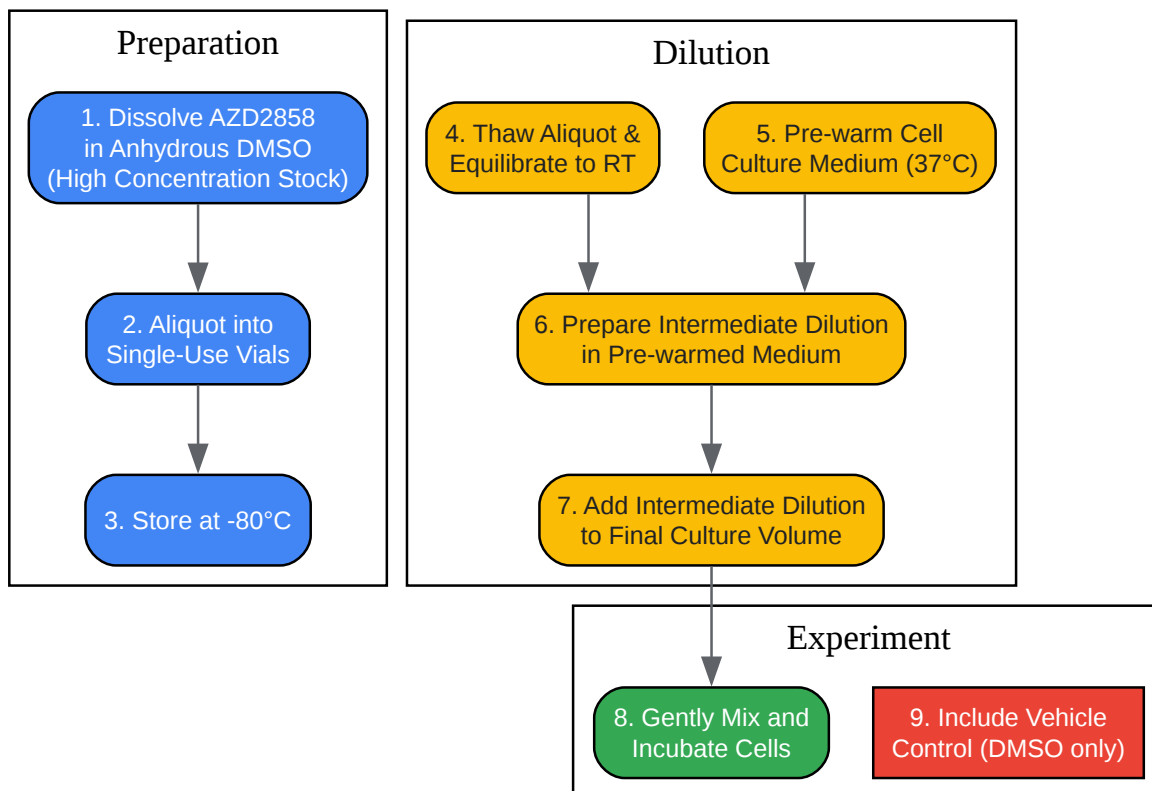 Preparation
1. Dissolve AZD2858
in Anhydrous DMSO
(High Concentration Stock)
2. Aliquot into
Single-Use Vials
3. Store at -80°C
Dilution
4. Thaw Aliquot &
Equilibrate to RT
5. Pre-warm Cell
Culture Medium (37°C)
6. Prepare Intermediate Dilution
in Pre-warmed Medium
7. Add Intermediate Dilution
to Final Culture Volume
Experiment
8. Gently Mix and
Incubate Cells
9. Include Vehicle
Control (DMSO only)